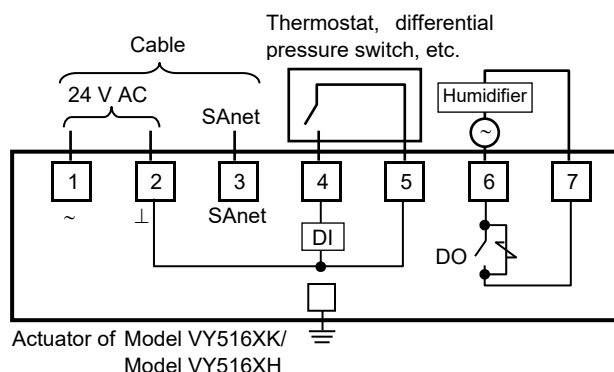 Thermostat, differential
pressure switch, etc.
Cable
24 V AC
SAnet
Humidifier
~
1 2 3 4 5 6 7
~ ⊥ SAnet
DI
DO
Actuator of Model VY516XK/
Model VY516XH